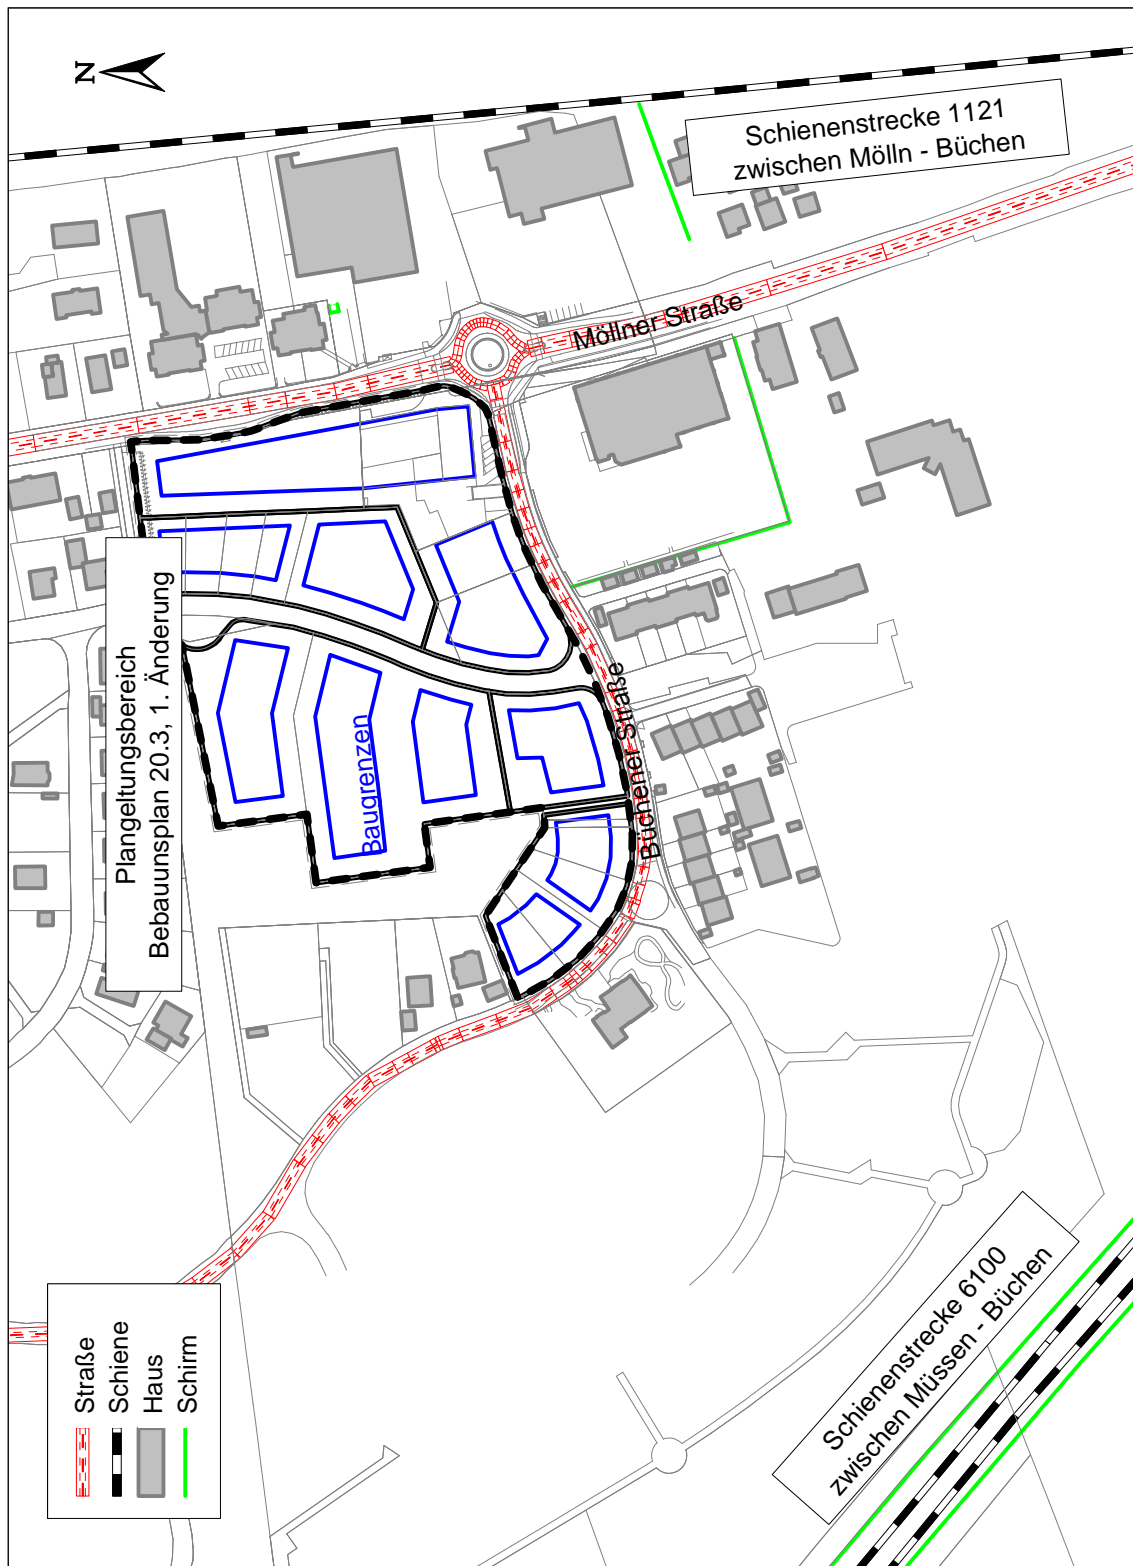 N
Schienenstrecke 1121
zwischen Mölln - Büchen
Möllner Straße
Plangeltungsbereich
Bebauunsplan 20.3, 1. Änderung
Baugrenzen
Büchener Straße
Schienenstrecke 6100
zwischen Müssen - Büchen
Straße
Schiene
Haus
Schirm